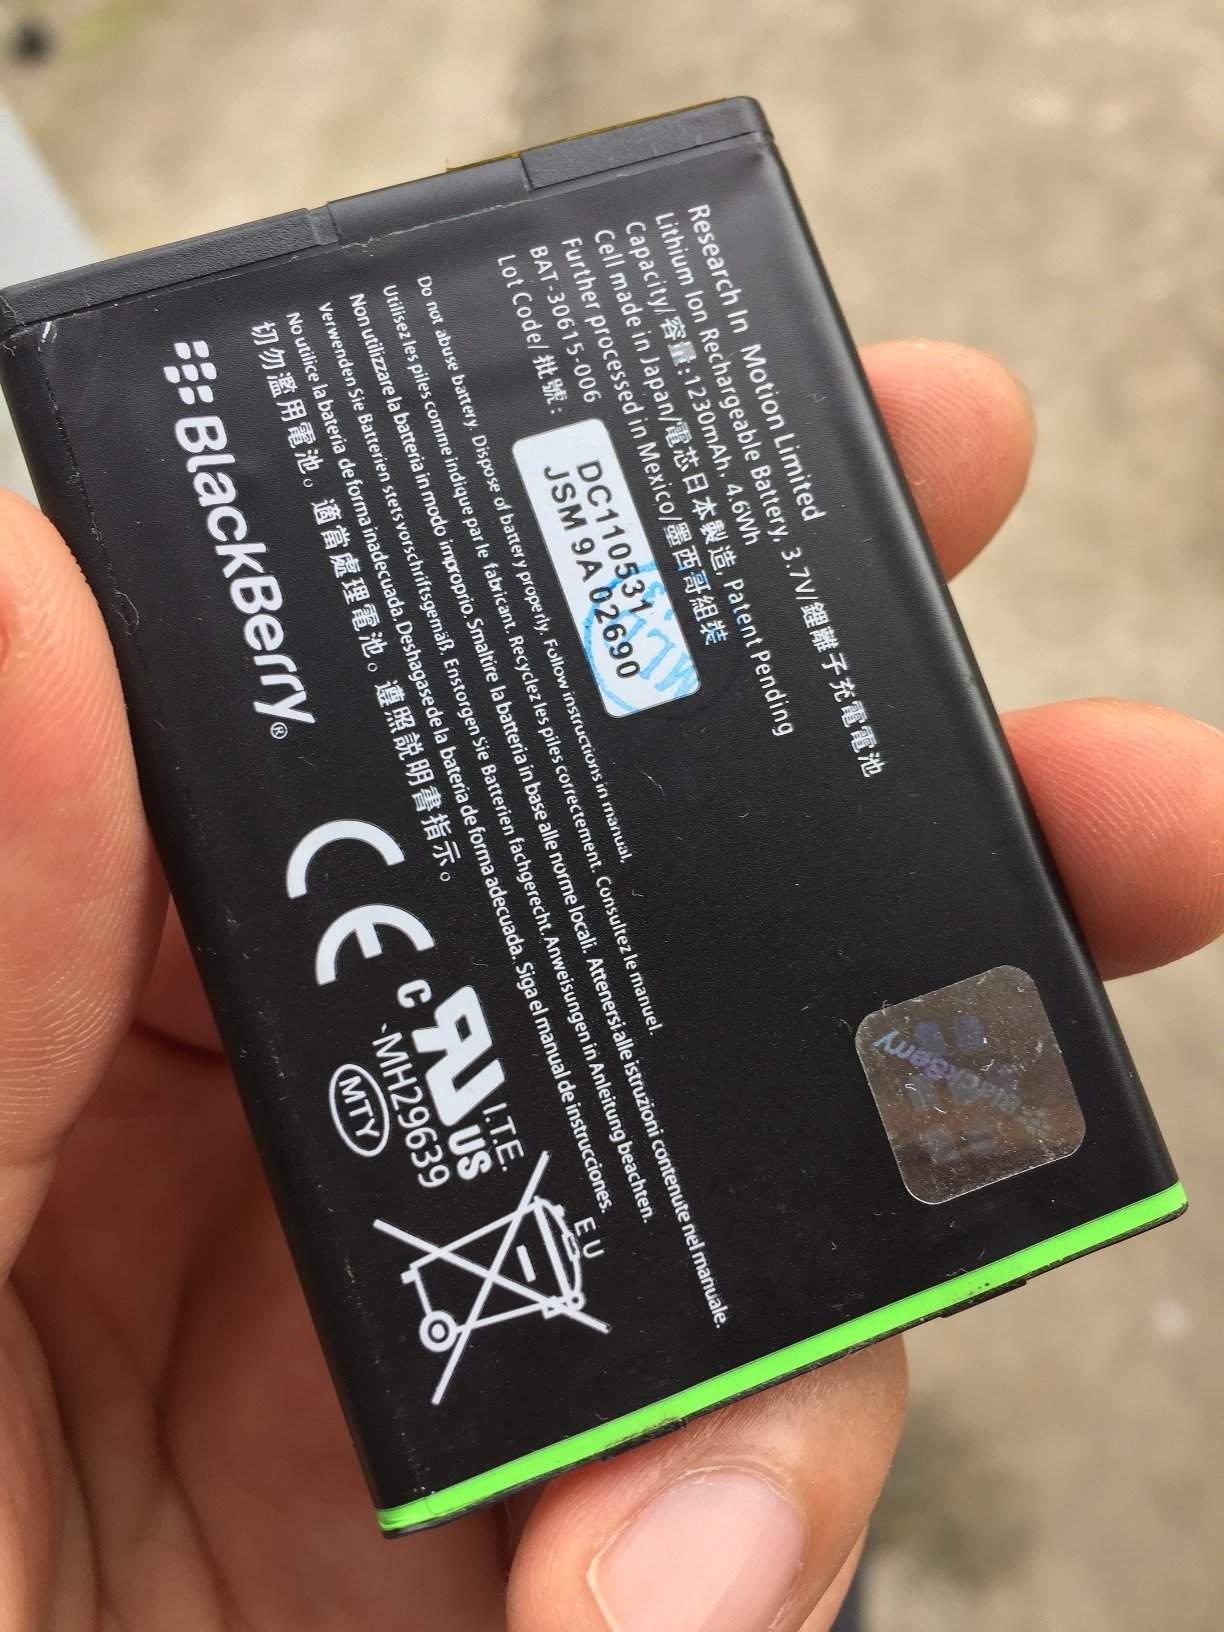 Research In Motion Limited
Lithium Ion Rechargeable Battery, 3.7V/鋰離子充電電池
Capacity/容量:1230mAh, 4.6Wh
Cell made in Japan/電芯日本製造, Patent Pending
Further processed in Mexico/墨西哥組裝
BAT-30615-006
Lot Code/批號:
DC110531
JSM 9A 02690
Do not abuse battery. Dispose of battery properly. Follow instructions in manual.
Utilisez les piles comme indique par le fabricant. Recyclez les piles correctement. Consultez le manuel.
Non utilizzare la batteria in modo improprio. Smaltire la batteria in base alle norme locali. Attenersi alle istruzioni contenute nel manuale.
Verwenden Sie Batterien stets vorschriftsgemäß. Enstorgen Sie Batterien fachgerecht. Anweisungen in Anleitung beachten.
No utilice la bateria de forma inadecuada. Deshagase de la bateria de forma adecuada. Siga el manual de instrucciones.
切勿濫用電池。適當處理電池。遵照說明書指示。
BlackBerry®
CE
c RU US
I.T.E.
MH29639
MTY
EU
BlackBerry